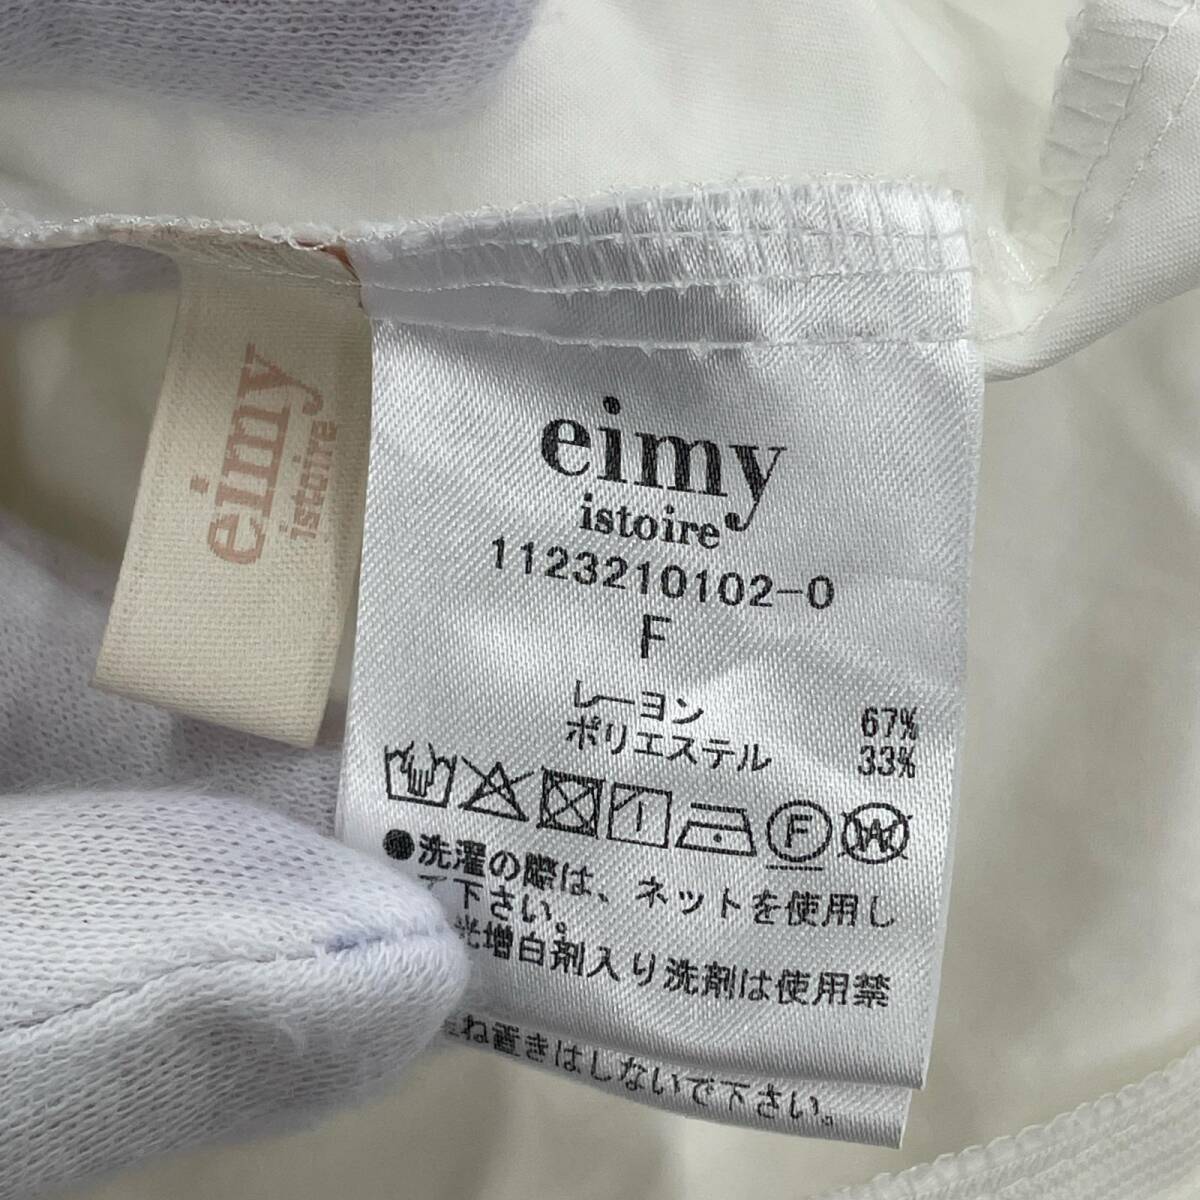 eimy
istoire
eimy
istoire
1123210102-0
F
レーヨン 67%
ポリエステル 33%
F
W
●洗濯の際は、ネットを使用し
て下さい。
光増白剤入り洗剤は使用禁
ね置きはしないで下さい。